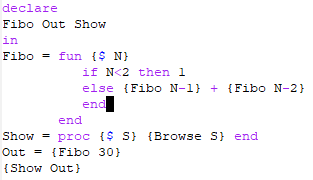 declare
Fibo Out Show
in
Fibo = fun {$ N}
if N<2 then 1
else {Fibo N-1} + {Fibo N-2}
end
end
Show = proc {$ S} {Browse S} end
Out = {Fibo 30}
{Show Out}